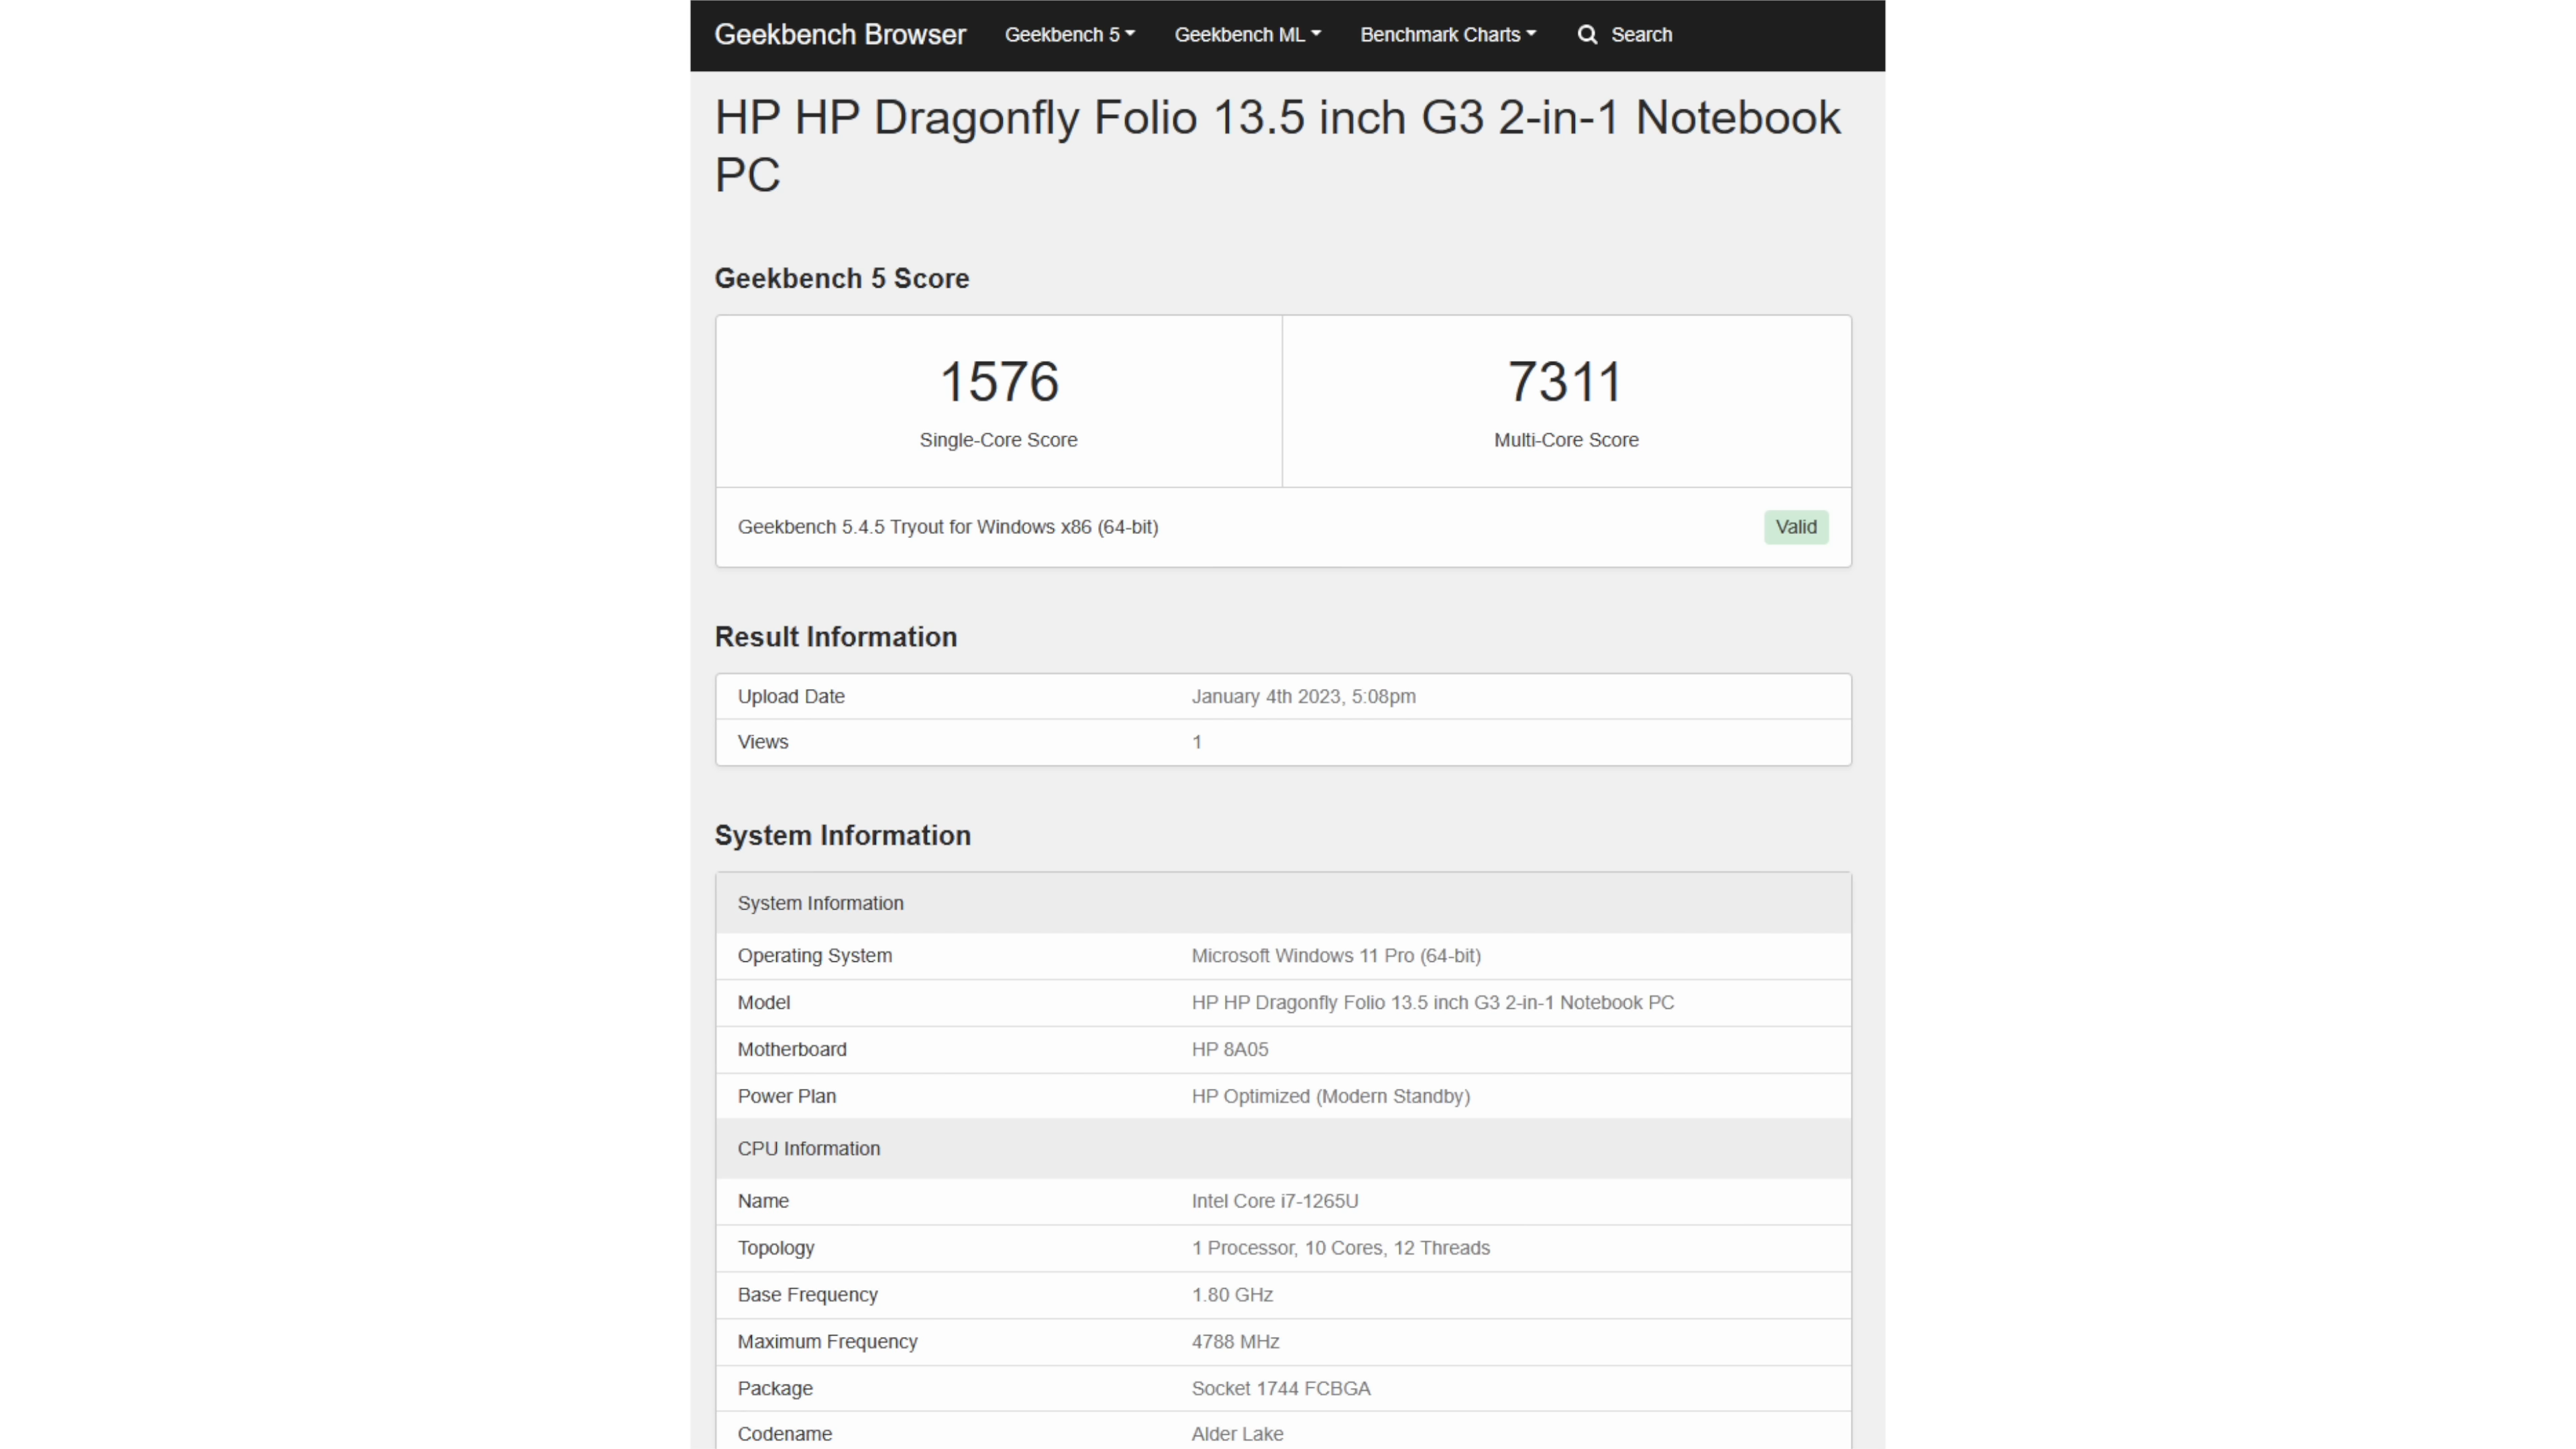 Geekbench Browser Geekbench 5 Geekbench ML Benchmark Charts Search
HP HP Dragonfly Folio 13.5 inch G3 2-in-1 Notebook
PC
Geekbench 5 Score
1576 7311
Single-Core Score Multi-Core Score
Geekbench 5.4.5 Tryout for Windows x86 (64-bit) Valid
Result Information
Upload Date January 4th 2023, 5:08pm
Views 1
System Information
System Information
Operating System Microsoft Windows 11 Pro (64-bit)
Model HP HP Dragonfly Folio 13.5 inch G3 2-in-1 Notebook PC
Motherboard HP 8A05
Power Plan HP Optimized (Modern Standby)
CPU Information
Name Intel Core i7-1265U
Topology 1 Processor, 10 Cores, 12 Threads
Base Frequency 1.80 GHz
Maximum Frequency 4788 MHz
Package Socket 1744 FCBGA
Codename Alder Lake